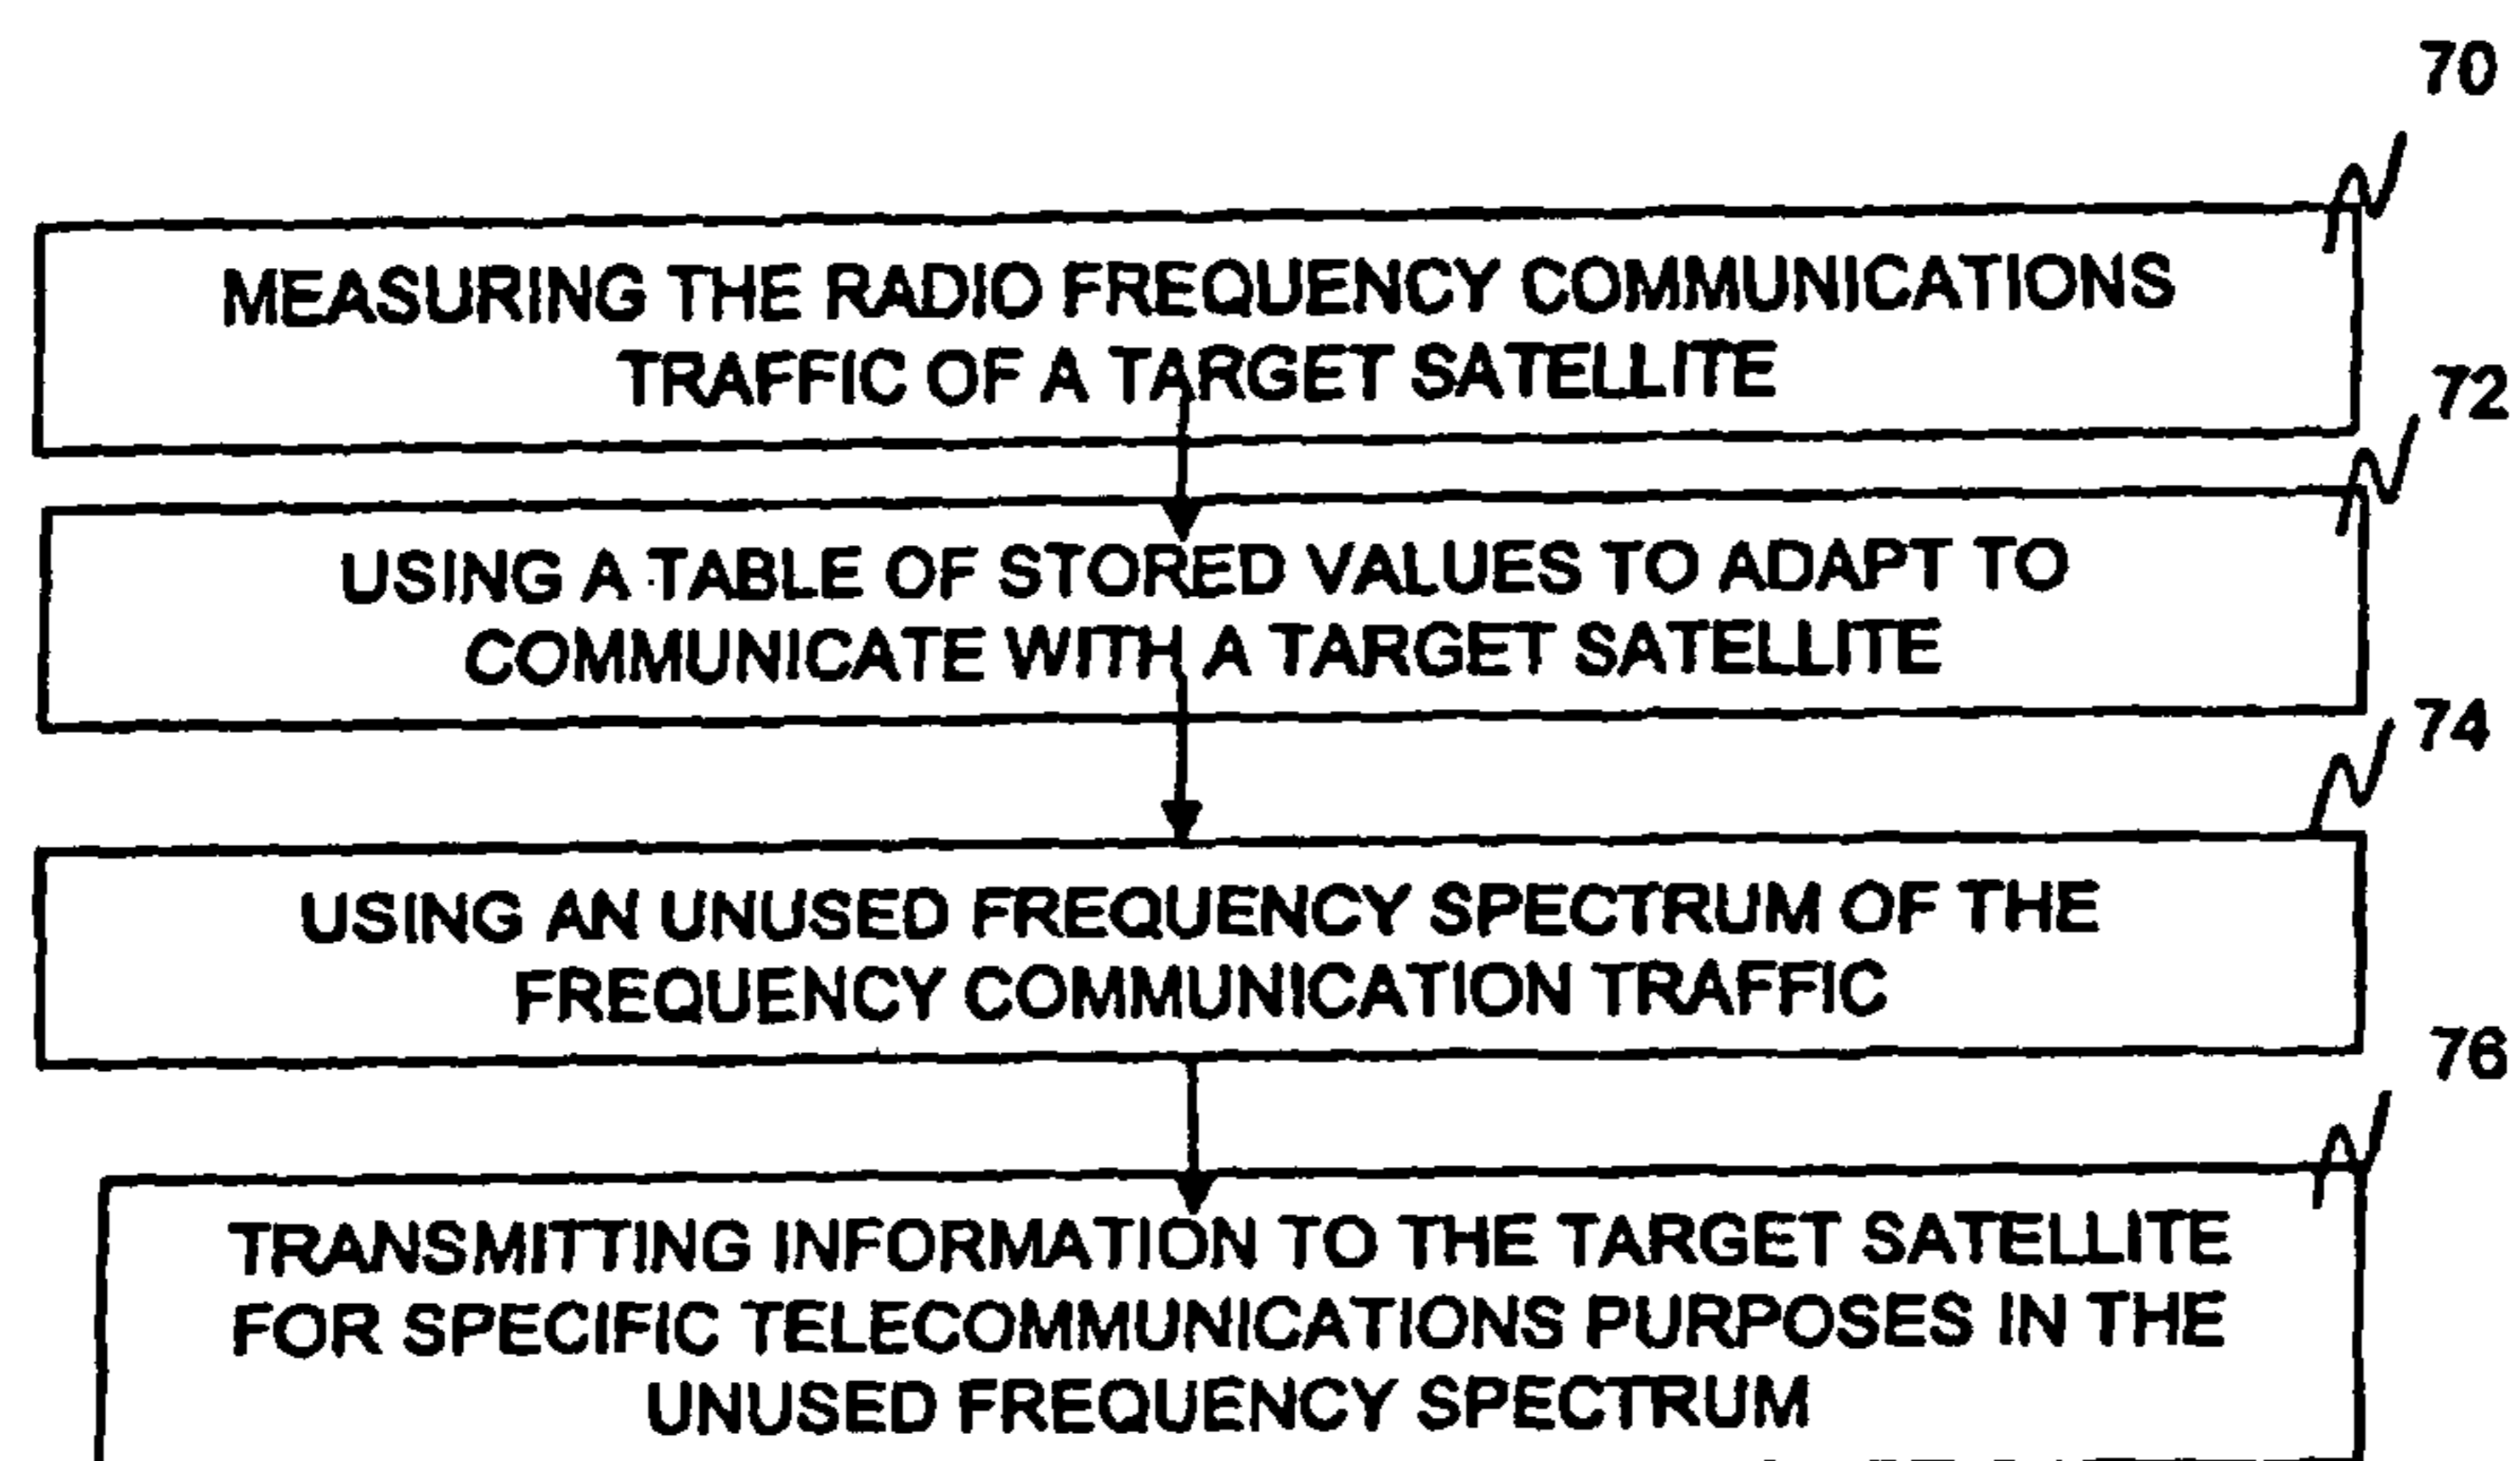 70
MEASURING THE RADIO FREQUENCY COMMUNICATIONS
TRAFFIC OF A TARGET SATELLITE
72
USING A TABLE OF STORED VALUES TO ADAPT TO
COMMUNICATE WITH A TARGET SATELLITE
74
USING AN UNUSED FREQUENCY SPECTRUM OF THE
FREQUENCY COMMUNICATION TRAFFIC
76
TRANSMITTING INFORMATION TO THE TARGET SATELLITE
FOR SPECIFIC TELECOMMUNICATIONS PURPOSES IN THE
UNUSED FREQUENCY SPECTRUM